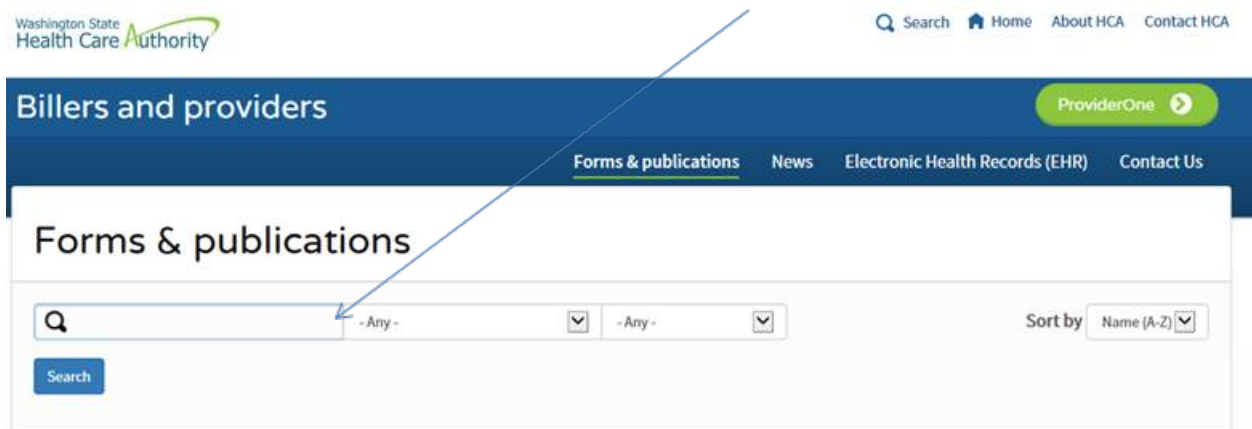 Washington State
Health Care Authority
Search Home About HCA Contact HCA
Billers and providers
ProviderOne
Forms & publications News Electronic Health Records (EHR) Contact Us
Forms & publications
- Any - - Any - Sort by Name (A-Z)
Search